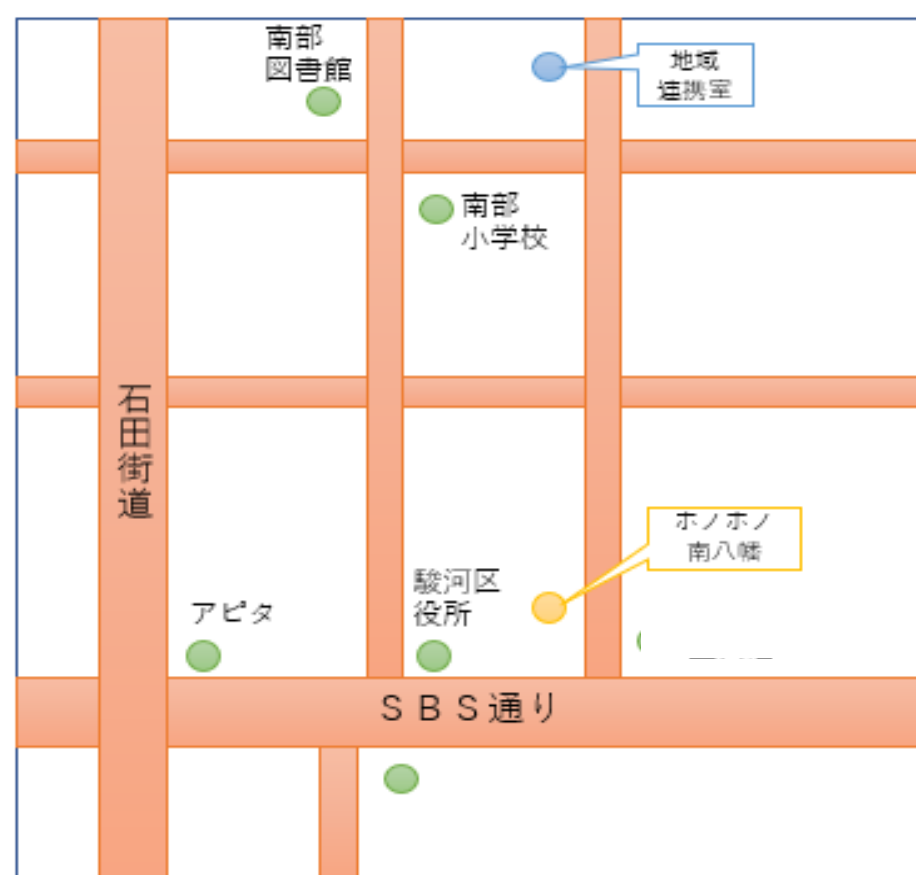 南部
図書館
地域
連携室
南部
小学校
石田街道
ホノホノ
南八幡
駿河区
役所
アピタ
ＳＢＳ通り